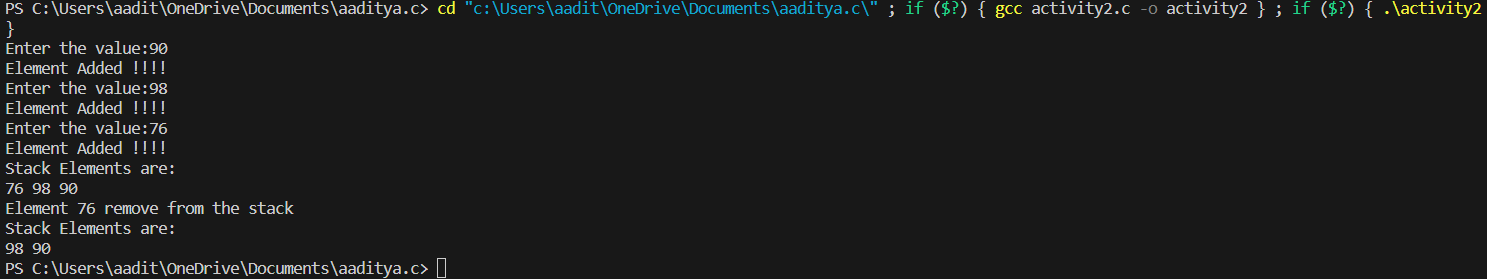 PS C:\Users\aadit\OneDrive\Documents\aaditya.c> cd "c:\Users\aadit\OneDrive\Documents\aaditya.c\" ; if ($?) { gcc activity2.c -o activity2 } ; if ($?) { .\activity2
}
Enter the value:90
Element Added !!!!
Enter the value:98
Element Added !!!!
Enter the value:76
Element Added !!!!
Stack Elements are:
76 98 90
Element 76 remove from the stack
Stack Elements are:
98 90
PS C:\Users\aadit\OneDrive\Documents\aaditya.c>